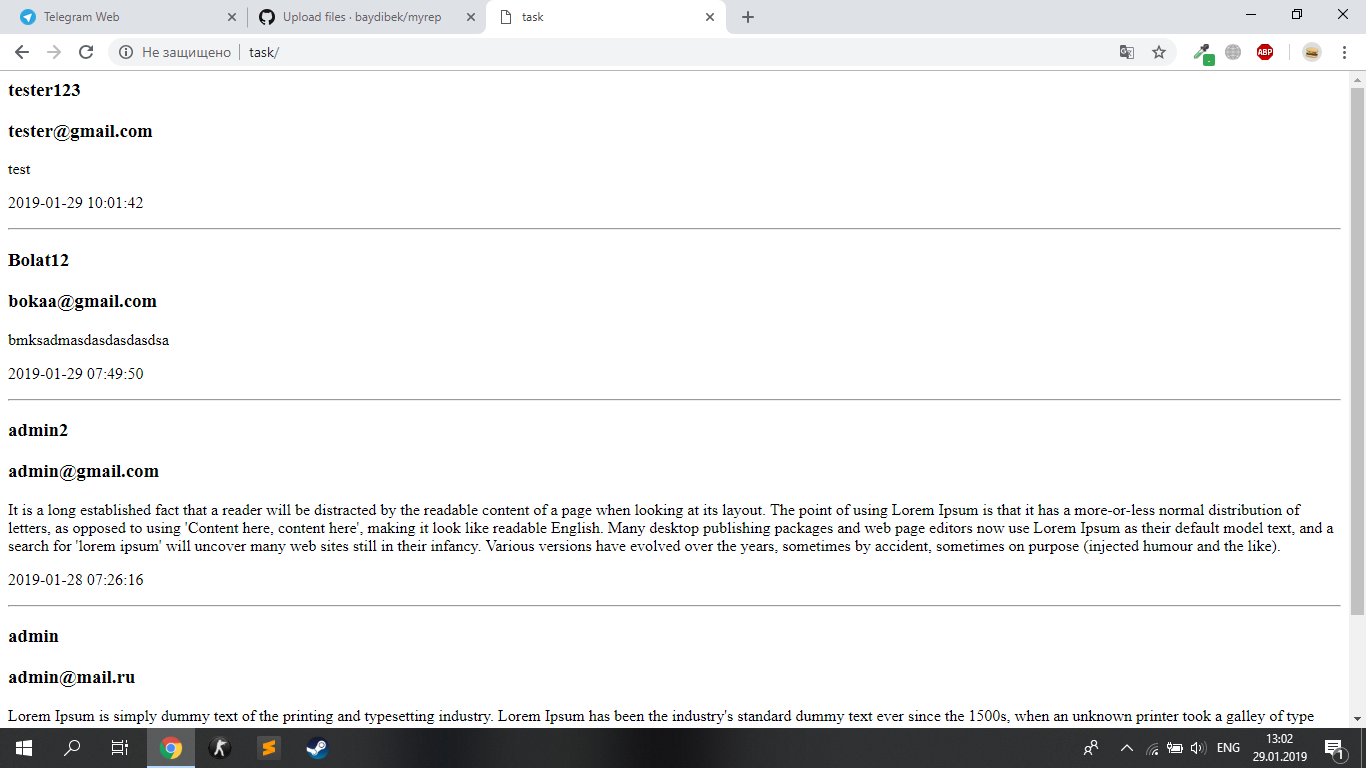 Telegram Web
Upload files · baydibek/myrep
task
Не защищено
task/
ABP
tester123
tester@gmail.com
test
2019-01-29 10:01:42
Bolat12
bokaa@gmail.com
bmksadmasdasdasdasdsa
2019-01-29 07:49:50
admin2
admin@gmail.com
It is a long established fact that a reader will be distracted by the readable content of a page when looking at its layout. The point of using Lorem Ipsum is that it has a more-or-less normal distribution of
letters, as opposed to using 'Content here, content here', making it look like readable English. Many desktop publishing packages and web page editors now use Lorem Ipsum as their default model text, and a
search for 'lorem ipsum' will uncover many web sites still in their infancy. Various versions have evolved over the years, sometimes by accident, sometimes on purpose (injected humour and the like).
2019-01-28 07:26:16
admin
admin@mail.ru
Lorem Ipsum is simply dummy text of the printing and typesetting industry. Lorem Ipsum has been the industry's standard dummy text ever since the 1500s, when an unknown printer took a galley of type
ENG
13:02
29.01.2019
1